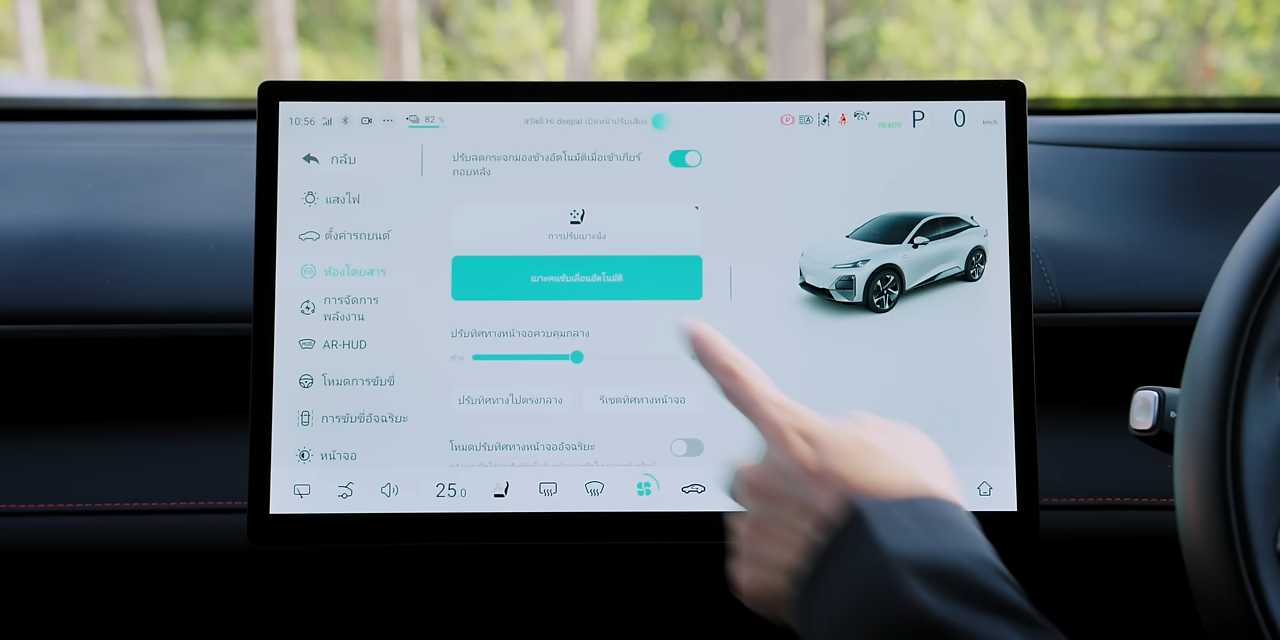 10:56
82 %
สวัสดี Hi deepal เปิดหน้าปรับเสียง
READY
P
0
km/h
กลับ
แสงไฟ
ตั้งค่ารถยนต์
ห้องโดยสาร
การจัดการ
พลังงาน
AR-HUD
โหมดการขับขี่
การขับขี่อัจฉริยะ
หน้าจอ
ปรับลดกระจกมองข้างอัตโนมัติเมื่อเข้าเกียร์
ถอยหลัง
การปรับเบาะนั่ง
เบาะคนขับเลื่อนอัตโนมัติ
ปรับทิศทางหน้าจอควบคุมกลาง
ซ้าย
ปรับทิศทางไปตรงกลาง
รีเซตทิศทางหน้าจอ
โหมดปรับทิศทางหน้าจออัจฉริยะ
25.0